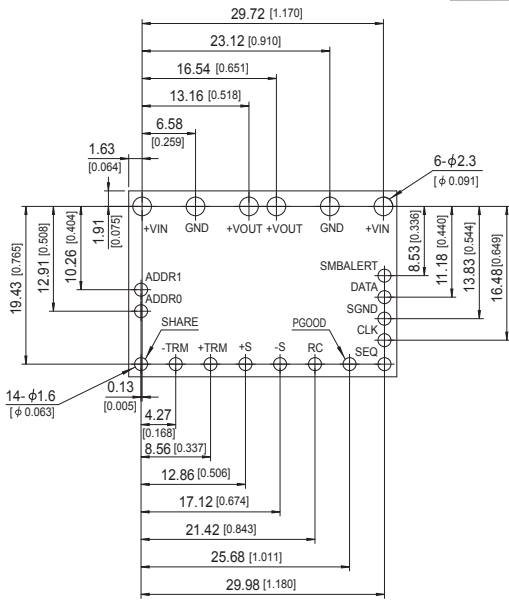 29.72 [1.170]
23.12 [0.910]
16.54 [0.651]
13.16 [0.518]
6.58
[0.259]
1.63
[0.064]
6-ϕ2.3
[ϕ 0.091]
+VIN GND +VOUT +VOUT GND +VIN
19.43 [0.765]
12.91 [0.508]
10.26 [0.404]
1.91
[0.075]
8.53 [0.336]
11.18 [0.440]
13.83 [0.544]
16.48 [0.649]
ADDR1
ADDR0
SMBALERT
DATA
SGND
CLK
SEQ
SHARE
PGOOD
-TRM +TRM +S -S RC
14- ϕ1.6
[ϕ 0.063]
0.13
[0.005]
4.27
[0.168]
8.56 [0.337]
12.86 [0.506]
17.12 [0.674]
21.42 [0.843]
25.68 [1.011]
29.98 [1.180]